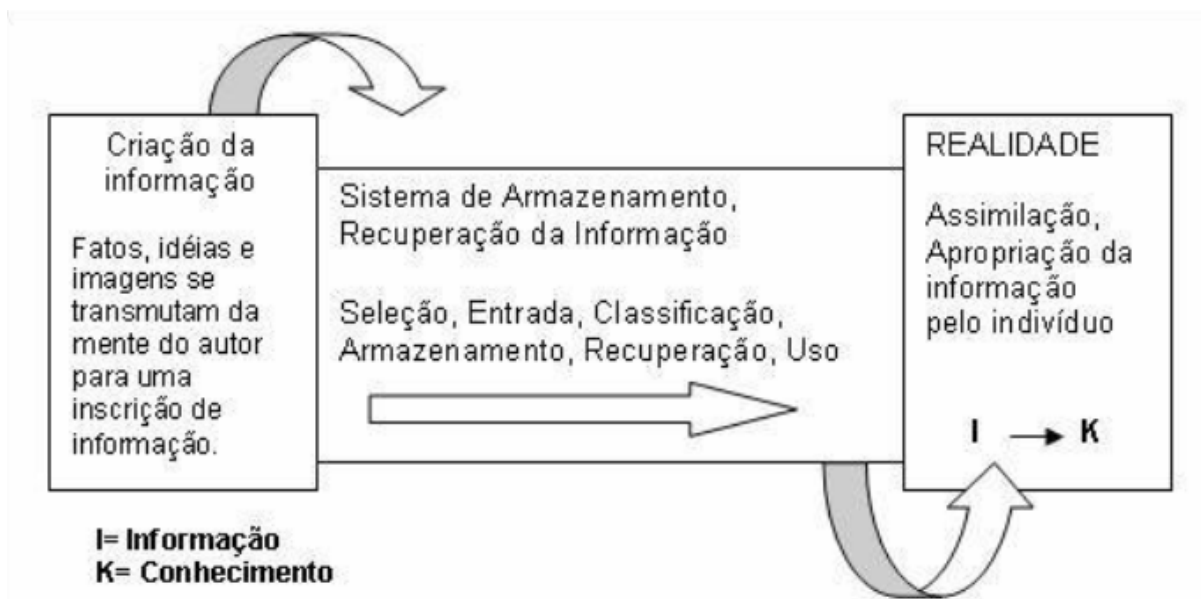 Criação da
informação
Fatos, idéias e
imagens se
transmutam da
mente do autor
para uma
inscrição de
informação.
Sistema de Armazenamento,
Recuperação da Informação
Seleção, Entrada, Classificação,
Armazenamento, Recuperação, Uso
REALIDADE
Assimilação,
Apropriação da
informação
pelo indivíduo
I → K
I= Informação
K= Conhecimento